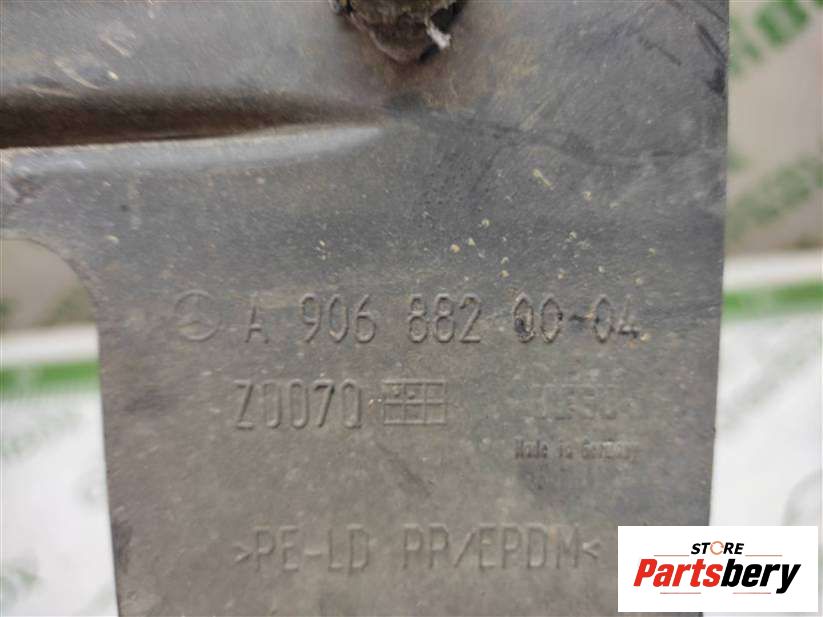 A 906 882 00-04
Z0070
Made in Germany
>PE-LD PP/EPDM<
STORE
Partsbery